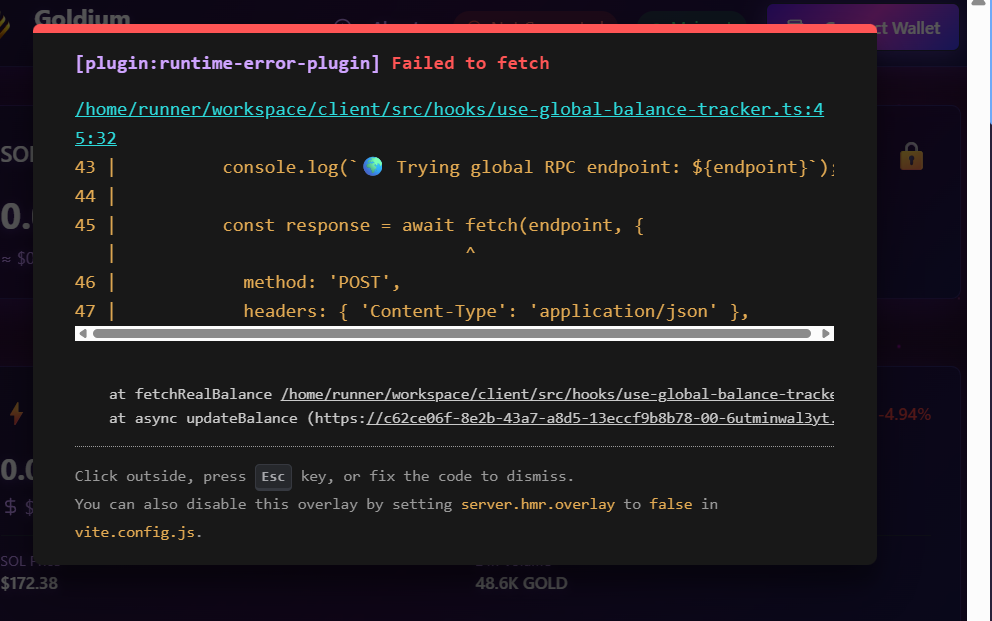 Goldium
ct Wallet
[plugin:runtime-error-plugin] Failed to fetch
/home/runner/workspace/client/src/hooks/use-global-balance-tracker.ts:4
5:32
43 | console.log(`🌍 Trying global RPC endpoint: ${endpoint}`);
44 |
45 | const response = await fetch(endpoint, {
| ^
46 | method: 'POST',
47 | headers: { 'Content-Type': 'application/json' },
at fetchRealBalance /home/runner/workspace/client/src/hooks/use-global-balance-tracke
at async updateBalance (https://c62ce06f-8e2b-43a7-a8d5-13eccf9b8b78-00-6utminwal3yt.
Click outside, press Esc key, or fix the code to dismiss.
You can also disable this overlay by setting server.hmr.overlay to false in
vite.config.js.
SOL
0.
≈ $0
-4.94%
0.0
$ $
SOL
$172.38
48.6K GOLD